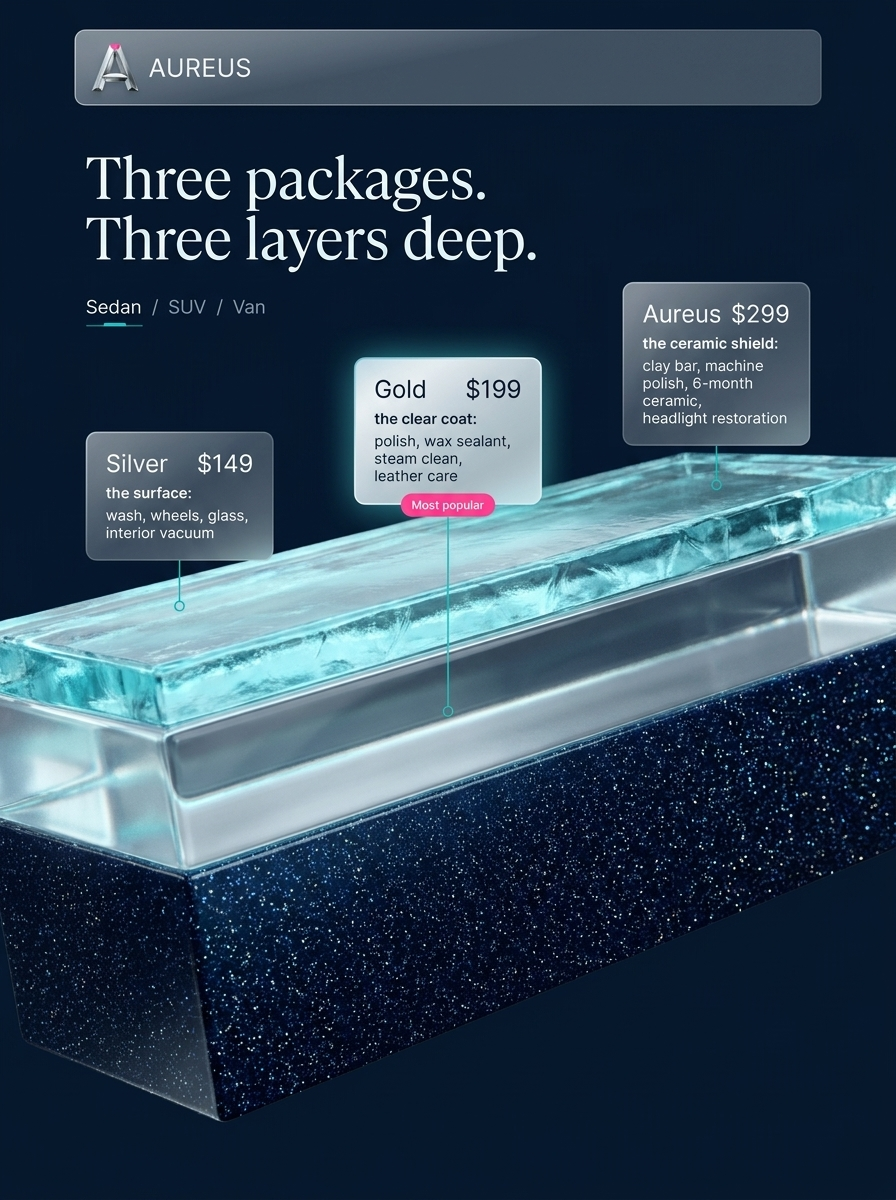 AUREUS
Three packages.
Three layers deep.
Sedan / SUV / Van
Aureus $299
the ceramic shield:
clay bar, machine
polish, 6-month
ceramic,
headlight restoration
Gold $199
the clear coat:
polish, wax sealant,
steam clean,
leather care
Most popular
Silver $149
the surface:
wash, wheels, glass,
interior vacuum